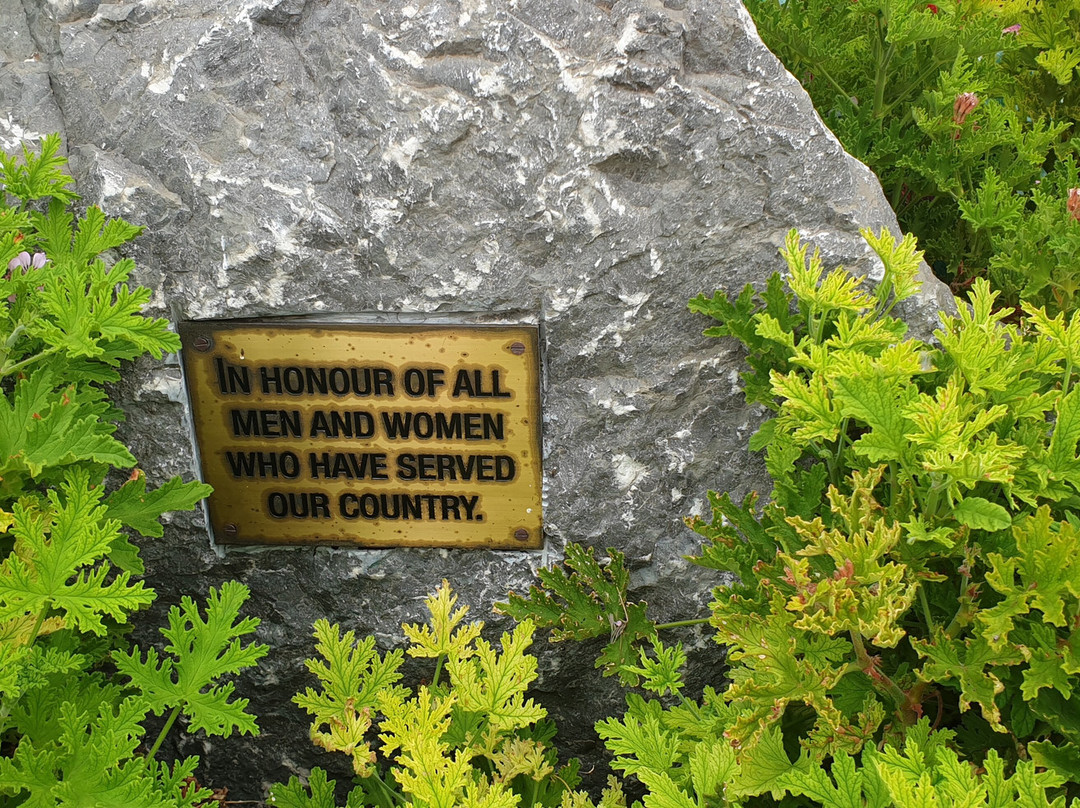 IN HONOUR OF ALL
MEN AND WOMEN
WHO HAVE SERVED
OUR COUNTRY.